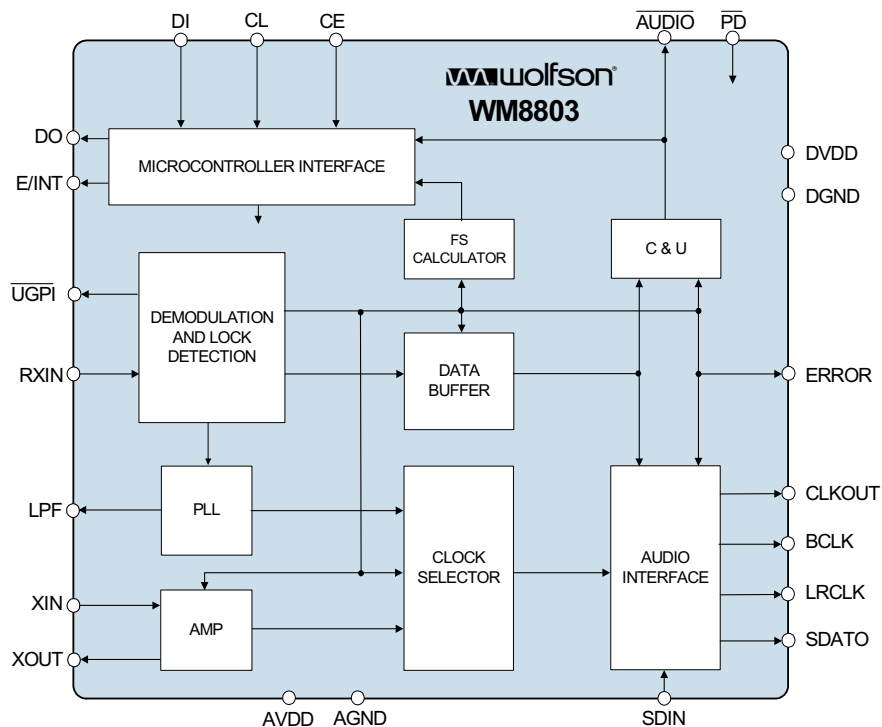 DI
CL
CE
AUDIO
PD
wolfson®
WM8803
DO
E/INT
MICROCONTROLLER INTERFACE
DVDD
DGND
FS
CALCULATOR
C & U
UGPI
DEMODULATION
AND LOCK
DETECTION
RXIN
DATA
BUFFER
ERROR
LPF
PLL
CLOCK
SELECTOR
AUDIO
INTERFACE
CLKOUT
BCLK
LRCLK
SDATO
XIN
AMP
XOUT
AVDD
AGND
SDIN